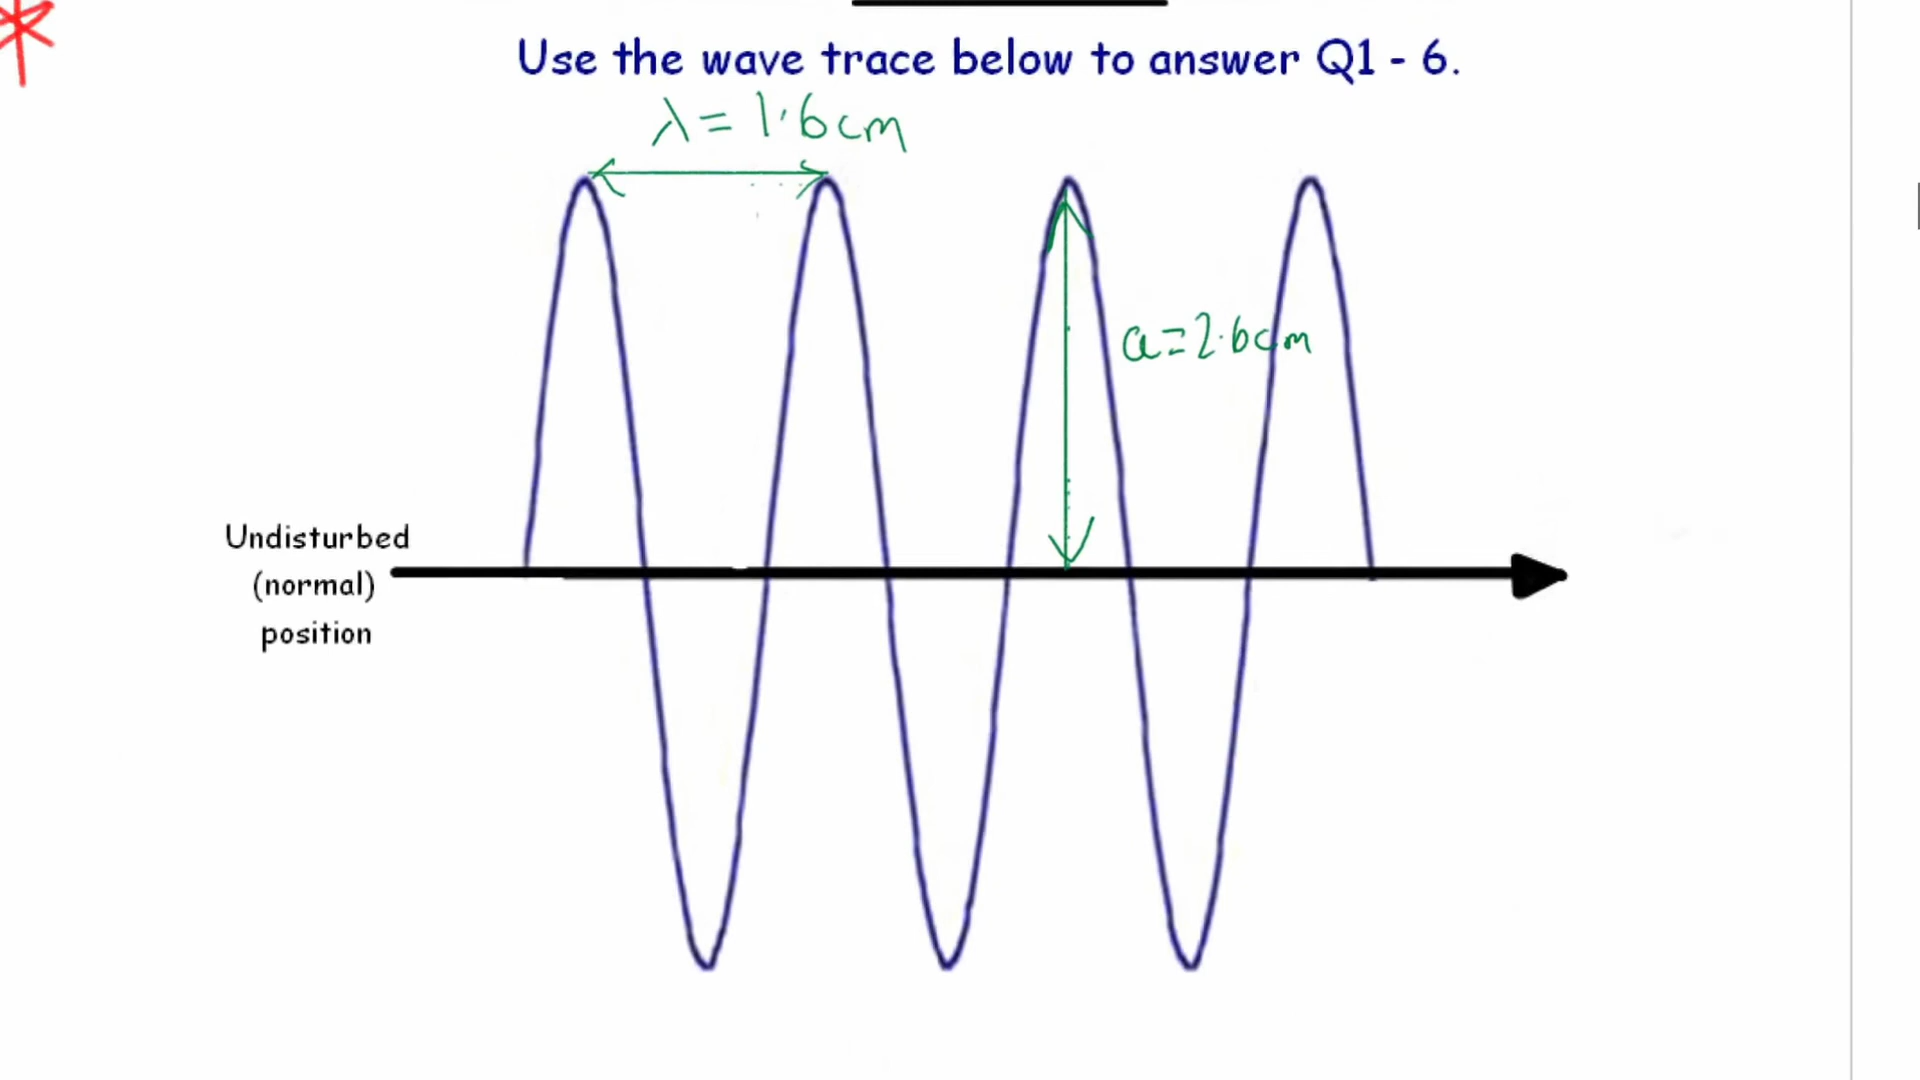 Use the wave trace below to answer Q1 - 6.
λ = 1.6cm
a=2.6cm
Undisturbed
(normal)
position